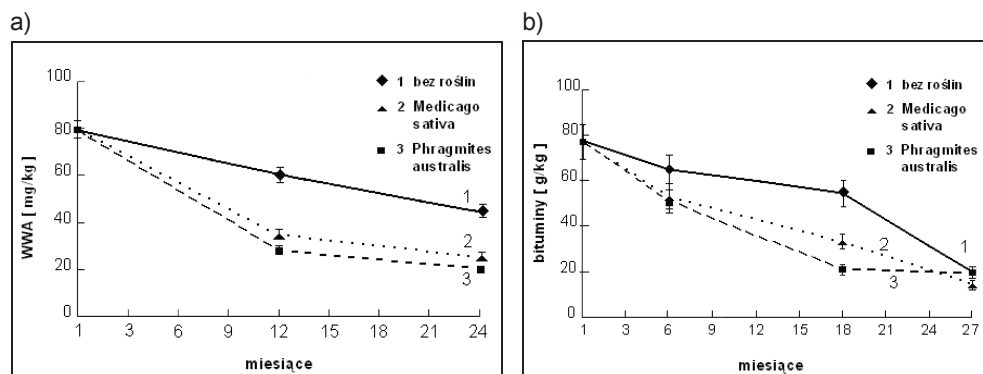 a)
100
80
60
40
20
0
WWA [ mg/kg ]
1 bez roślin
2 Medicago
sativa
3 Phragmites
australis
1
2
3
1 3 6 9 12 15 18 21 24
miesiące
b)
100
80
60
40
20
0
bituminy [ g/kg ]
1 bez roślin
2 Medicago
sativa
3 Phragmites
australis
1
2
3
1 3 6 9 12 15 18 21 24 27
miesiące